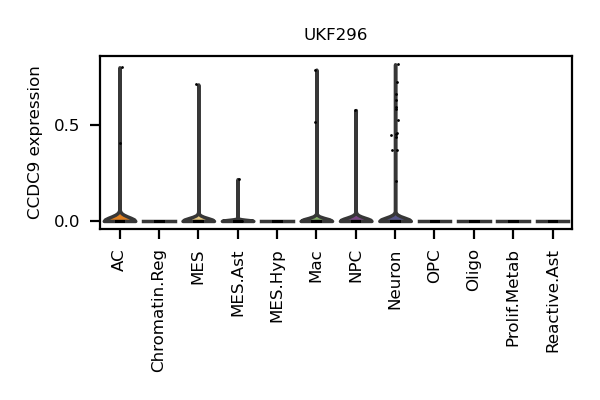 UKF296
CCDC9 expression
0.5
0.0
AC
Chromatin.Reg
MES
MES.Ast
MES.Hyp
Mac
NPC
Neuron
OPC
Oligo
Prolif.Metab
Reactive.Ast